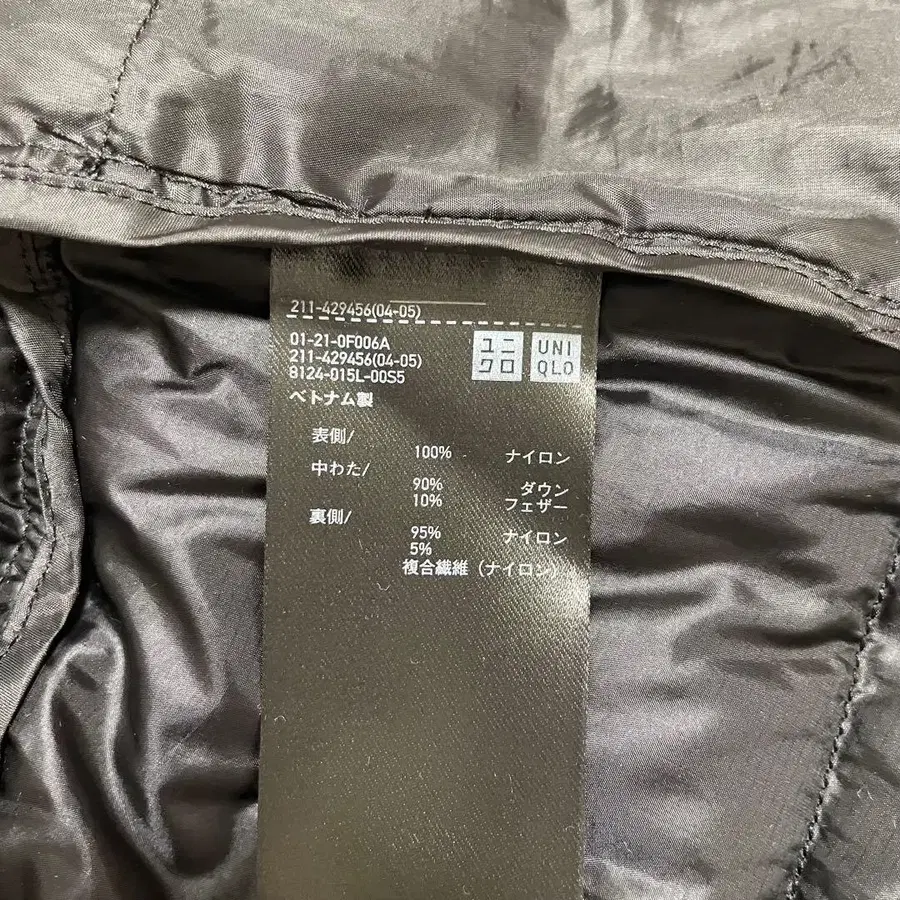 211-429456(04-05)
01-21-0F006A
211-429456(04-05)
8124-015L-00S5
ユニクロ
UNIQLO
ベトナム製
表側/
100% ナイロン
中わた/
90% ダウン
10% フェザー
裏側/
95% ナイロン
5%
複合繊維 (ナイロン)